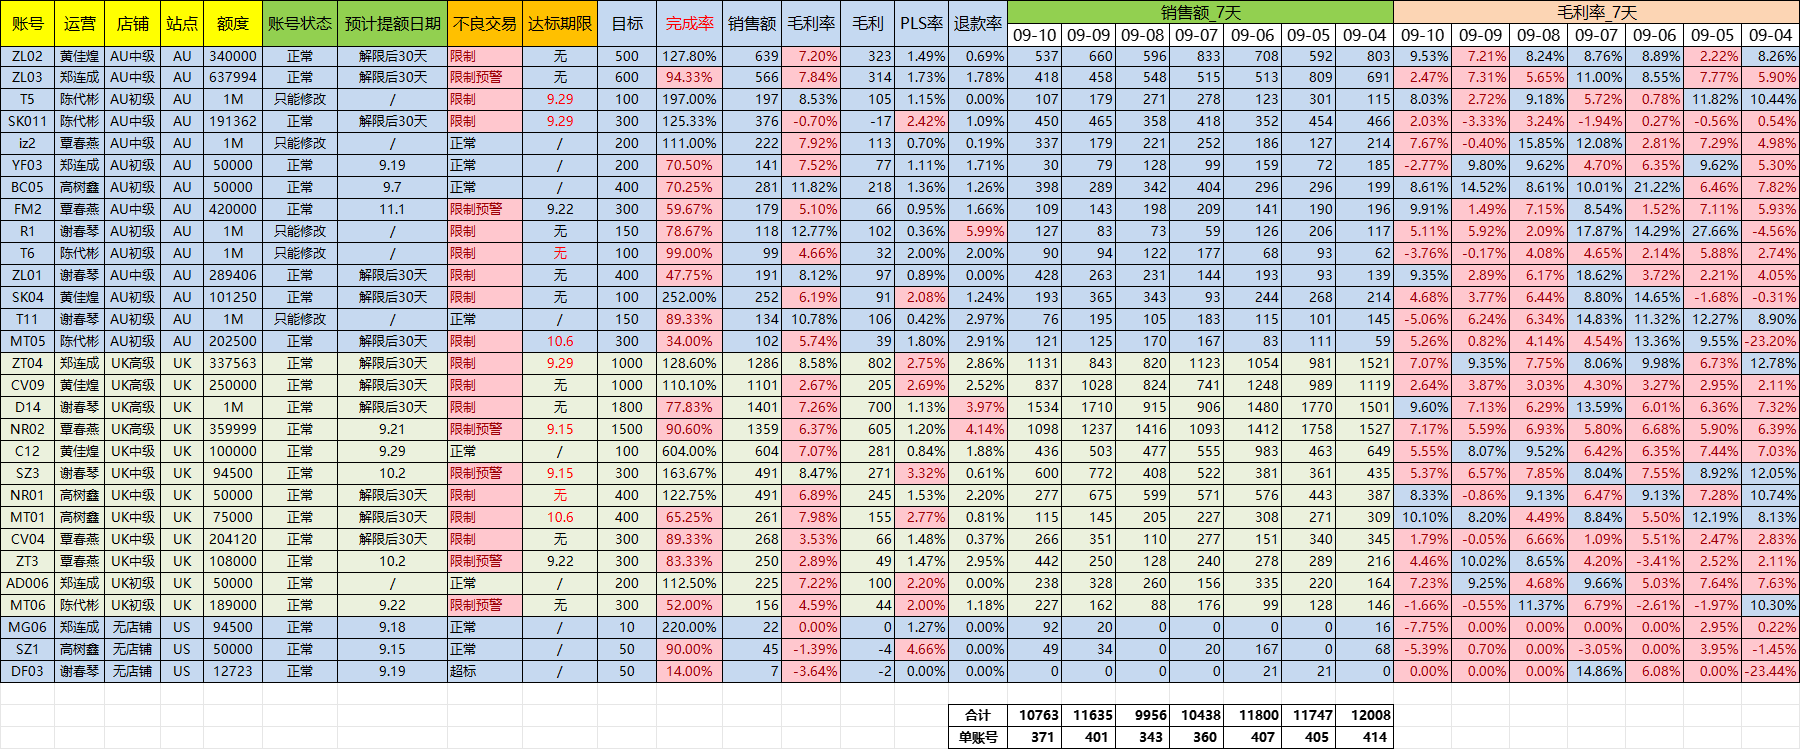 账号 运营 店铺 站点 额度 账号状态 预计提额日期 不良交易 达标期限 目标 完成率 销售额 毛利率 毛利 PLS率 退款率 销售额_7天 毛利率_7天
09-10 09-09 09-08 09-07 09-06 09-05 09-04 09-10 09-09 09-08 09-07 09-06 09-05 09-04
ZL02 黄佳煌 AU中级 AU 340000 正常 解限后30天 限制 无 500 127.80% 639 7.20% 323 1.49% 0.69% 537 660 596 833 708 592 803 9.53% 7.21% 8.24% 8.76% 8.89% 2.22% 8.26%
ZL03 郑连成 AU中级 AU 637994 正常 解限后30天 限制预警 无 600 94.33% 566 7.84% 314 1.73% 1.78% 418 458 548 515 513 809 691 2.47% 7.31% 5.65% 11.00% 8.55% 7.77% 5.90%
T5 陈代彬 AU初级 AU 1M 只能修改 / 限制 9.29 100 197.00% 197 8.53% 105 1.15% 0.00% 107 179 271 278 123 301 115 8.03% 2.72% 9.18% 5.72% 0.78% 11.82% 10.44%
SK011 陈代彬 AU中级 AU 191362 正常 解限后30天 限制 9.29 300 125.33% 376 -0.70% -17 2.42% 1.09% 450 465 358 418 352 454 466 2.03% -3.33% 3.24% -1.94% 0.27% -0.56% 0.54%
iz2 覃春燕 AU中级 AU 1M 只能修改 / 正常 / 200 111.00% 222 7.92% 113 0.70% 0.19% 337 179 221 252 186 127 214 7.67% -0.40% 15.85% 12.08% 2.81% 7.29% 4.98%
YF03 郑连成 AU初级 AU 50000 正常 9.19 正常 / 200 70.50% 141 7.52% 77 1.11% 1.71% 30 79 128 99 159 72 185 -2.77% 9.80% 9.62% 4.70% 6.35% 9.62% 5.30%
BC05 高树鑫 AU初级 AU 50000 正常 9.7 正常 / 400 70.25% 281 11.82% 218 1.36% 1.26% 398 289 342 404 296 296 199 8.61% 14.52% 8.61% 10.01% 21.22% 6.46% 7.82%
FM2 覃春燕 AU中级 AU 420000 正常 11.1 限制预警 9.22 300 59.67% 179 5.10% 66 0.95% 1.66% 109 143 198 209 141 190 196 9.91% 1.49% 7.15% 8.54% 1.52% 7.11% 5.93%
R1 谢春琴 AU初级 AU 1M 只能修改 / 限制 无 150 78.67% 118 12.77% 102 0.36% 5.99% 127 83 73 59 126 206 117 5.11% 5.92% 2.09% 17.87% 14.29% 27.66% -4.56%
T6 陈代彬 AU初级 AU 1M 只能修改 / 限制 无 100 99.00% 99 4.66% 32 2.00% 2.00% 90 94 122 177 68 93 62 -3.76% -0.17% 4.08% 4.65% 2.14% 5.88% 2.74%
ZL01 谢春琴 AU中级 AU 289406 正常 解限后30天 限制 无 400 47.75% 191 8.12% 97 0.89% 0.00% 428 263 231 144 193 93 139 9.35% 2.89% 6.17% 18.62% 3.72% 2.21% 4.05%
SK04 黄佳煌 AU初级 AU 101250 正常 解限后30天 限制 无 100 252.00% 252 6.19% 91 2.08% 1.24% 193 365 343 93 244 268 214 4.68% 3.77% 6.44% 8.80% 14.65% -1.68% -0.31%
T11 谢春琴 AU初级 AU 1M 只能修改 / 正常 / 150 89.33% 134 10.78% 106 0.42% 2.97% 76 195 105 183 115 101 145 -5.06% 6.24% 6.34% 14.83% 11.32% 12.27% 8.90%
MT05 陈代彬 AU初级 AU 202500 正常 解限后30天 限制 10.6 300 34.00% 102 5.74% 39 1.80% 2.91% 121 125 170 167 83 111 59 5.26% 0.82% 4.14% 4.54% 13.36% 9.55% -23.20%
ZT04 郑连成 UK高级 UK 337563 正常 解限后30天 限制 9.29 1000 128.60% 1286 8.58% 802 2.75% 2.86% 1131 843 820 1123 1054 981 1521 7.07% 9.35% 7.75% 8.06% 9.98% 6.73% 12.78%
CV09 黄佳煌 UK高级 UK 250000 正常 解限后30天 限制 无 1000 110.10% 1101 2.67% 205 2.69% 2.52% 837 1028 824 741 1248 989 1119 2.64% 3.87% 3.03% 4.30% 3.27% 2.95% 2.11%
D14 谢春琴 UK高级 UK 1M 正常 解限后30天 限制 无 1800 77.83% 1401 7.26% 700 1.13% 3.97% 1534 1710 915 906 1480 1770 1501 9.60% 7.13% 6.29% 13.59% 6.01% 6.36% 7.32%
NR02 覃春燕 UK高级 UK 359999 正常 9.21 限制预警 9.15 1500 90.60% 1359 6.37% 605 1.20% 4.14% 1098 1237 1416 1093 1412 1758 1527 7.17% 5.59% 6.93% 5.80% 6.68% 5.90% 6.39%
C12 黄佳煌 UK中级 UK 100000 正常 9.29 正常 / 100 604.00% 604 7.07% 281 0.84% 1.88% 436 503 477 555 983 463 649 5.55% 8.07% 9.52% 6.42% 6.35% 7.44% 7.03%
SZ3 谢春琴 UK中级 UK 94500 正常 10.2 限制预警 9.15 300 163.67% 491 8.47% 271 3.32% 0.61% 600 772 408 522 381 361 435 5.37% 6.57% 7.85% 8.04% 7.55% 8.92% 12.05%
NR01 高树鑫 UK中级 UK 50000 正常 解限后30天 限制 无 400 122.75% 491 6.89% 245 1.53% 2.20% 277 675 599 571 576 443 387 8.33% -0.86% 9.13% 6.47% 9.13% 7.28% 10.74%
MT01 高树鑫 UK中级 UK 75000 正常 解限后30天 限制 10.6 400 65.25% 261 7.98% 155 2.77% 0.81% 115 145 205 227 308 271 309 10.10% 8.20% 4.49% 8.84% 5.50% 12.19% 8.13%
CV04 覃春燕 UK中级 UK 204120 正常 解限后30天 限制 无 300 89.33% 268 3.53% 66 1.48% 0.37% 266 351 110 277 151 340 345 1.79% -0.05% 6.66% 1.09% 5.51% 2.47% 2.83%
ZT3 覃春燕 UK中级 UK 108000 正常 10.2 限制预警 9.22 300 83.33% 250 2.89% 49 1.47% 2.95% 442 250 128 240 278 289 216 4.46% 10.02% 8.65% 4.20% -3.41% 2.52% 2.11%
AD006 郑连成 UK初级 UK 50000 正常 / 正常 / 200 112.50% 225 7.22% 100 2.20% 0.00% 238 328 260 156 335 220 164 7.23% 9.25% 4.68% 9.66% 5.03% 7.64% 7.63%
MT06 陈代彬 UK初级 UK 189000 正常 9.22 限制预警 无 300 52.00% 156 4.59% 44 2.00% 1.18% 227 162 88 176 99 128 146 -1.66% -0.55% 11.37% 6.79% -2.61% -1.97% 10.30%
MG06 郑连成 无店铺 US 94500 正常 9.18 正常 / 10 220.00% 22 0.00% 0 1.27% 0.00% 92 20 0 0 0 0 16 -7.75% 0.00% 0.00% 0.00% 0.00% 2.95% 0.22%
SZ1 高树鑫 无店铺 US 50000 正常 9.15 正常 / 50 90.00% 45 -1.39% -4 4.66% 0.00% 49 34 0 20 167 0 68 -5.39% 0.70% 0.00% -3.05% 0.00% 3.95% -1.45%
DF03 谢春琴 无店铺 US 12723 正常 9.19 超标 / 50 14.00% 7 -3.64% -2 0.00% 0.00% 0 0 0 0 21 21 0 0.00% 0.00% 0.00% 14.86% 6.08% 0.00% -23.44%
合计 10763 11635 9956 10438 11800 11747 12008
单账号 371 401 343 360 407 405 414